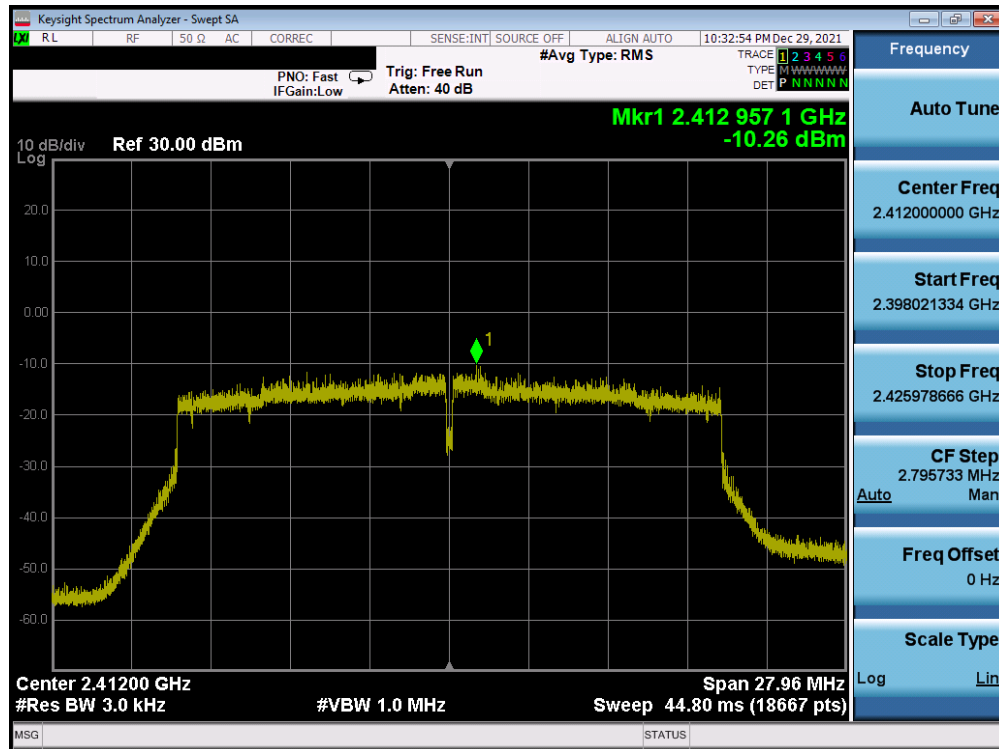 Keysight Spectrum Analyzer - Swept SA
LXI RL RF 50 Ω AC CORREC SENSE:INT SOURCE OFF ALIGN AUTO 10:32:54 PM Dec 29, 2021
#Avg Type: RMS
TRACE 1 2 3 4 5 6
TYPE M W W W W W
DET P N N N N N
PNO: Fast
IFGain:Low
Trig: Free Run
Atten: 40 dB
Mkr1 2.412 957 1 GHz
-10.26 dBm
10 dB/div
Log
Ref 30.00 dBm
20.0
10.0
0.00
-10.0
-20.0
-30.0
-40.0
-50.0
-60.0
1
Center 2.41200 GHz
Span 27.96 MHz
#Res BW 3.0 kHz
#VBW 1.0 MHz
Sweep 44.80 ms (18667 pts)
MSG
STATUS
Frequency
Auto Tune
Center Freq
2.412000000 GHz
Start Freq
2.398021334 GHz
Stop Freq
2.425978666 GHz
CF Step
2.795733 MHz
Auto Man
Freq Offset
0 Hz
Scale Type
Log Lin